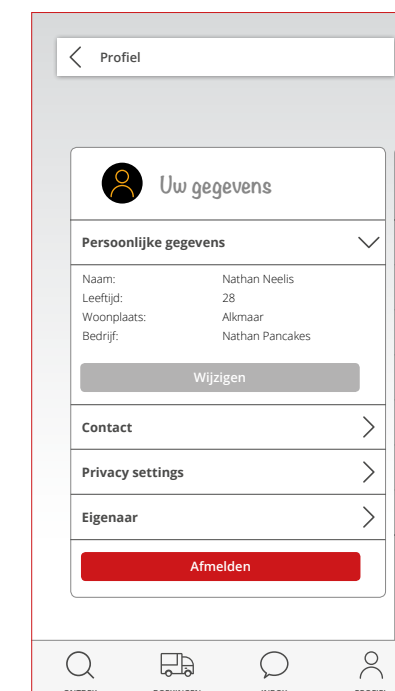 Profiel
Uw gegevens
Persoonlijke gegevens
Naam: Nathan Neelis
Leeftijd: 28
Woonplaats: Alkmaar
Bedrijf: Nathan Pancakes
Wijzigen
Contact
Privacy settings
Eigenaar
Afmelden